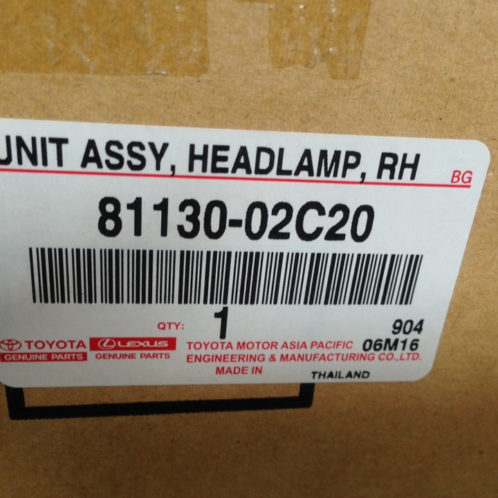 UNIT ASSY, HEADLAMP, RH
BG
81130-02C20
QTY: 1
904
06M16
TOYOTA
GENUINE PARTS
LEXUS
GENUINE PARTS
TOYOTA MOTOR ASIA PACIFIC
ENGINEERING & MANUFACTURING CO.,LTD.
MADE IN
THAILAND